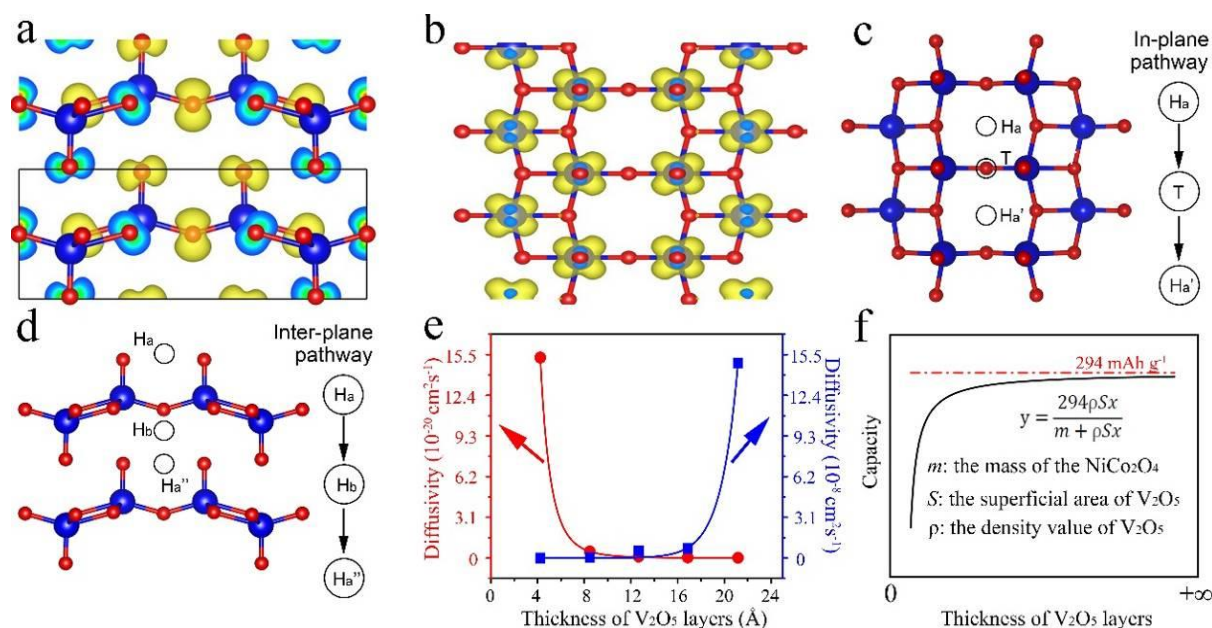 a
b
c
In-plane
pathway
Ha
T
Ha'
Ha
T
Ha'
d
Inter-plane
pathway
Ha
Hb
Ha''
Ha
Hb
Ha''
e
Diffusivity (10⁻²⁰ cm²s⁻¹)
15.5
12.4
9.3
6.2
3.1
0
15.5
12.4
9.3
6.2
3.1
0
Diffusivity (10⁻⁸ cm²s⁻¹)
0 4 8 12 16 20 24
Thickness of V₂O₅ layers (Å)
f
Capacity
294 mAh g⁻¹
y = 294ρSx / m + ρSx
m: the mass of the NiCo₂O₄
S: the superficial area of V₂O₅
ρ: the density value of V₂O₅
0 +∞
Thickness of V₂O₅ layers